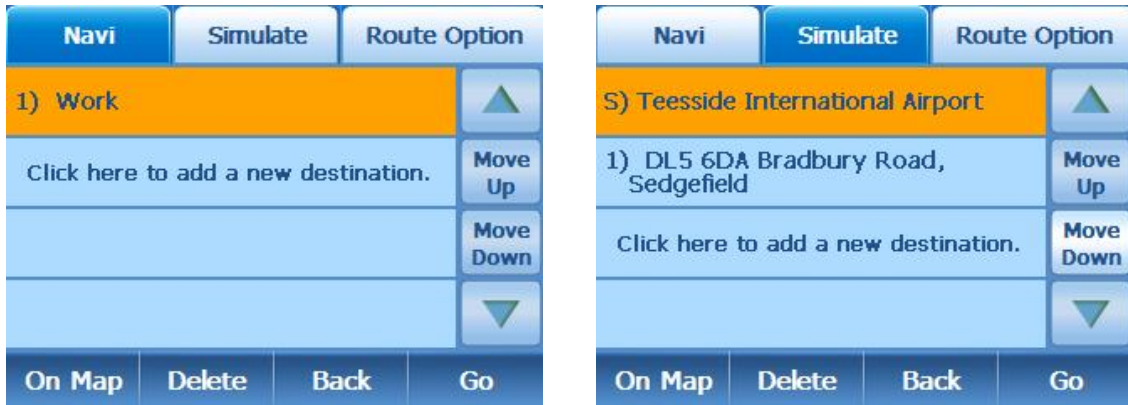 Navi Simulate Route Option
1) Work
Click here to add a new destination.
Move
Up
Move
Down
On Map Delete Back Go
Navi Simulate Route Option
S) Teesside International Airport
1) DL5 6DA Bradbury Road,
Sedgefield
Move
Up
Click here to add a new destination.
Move
Down
On Map Delete Back Go